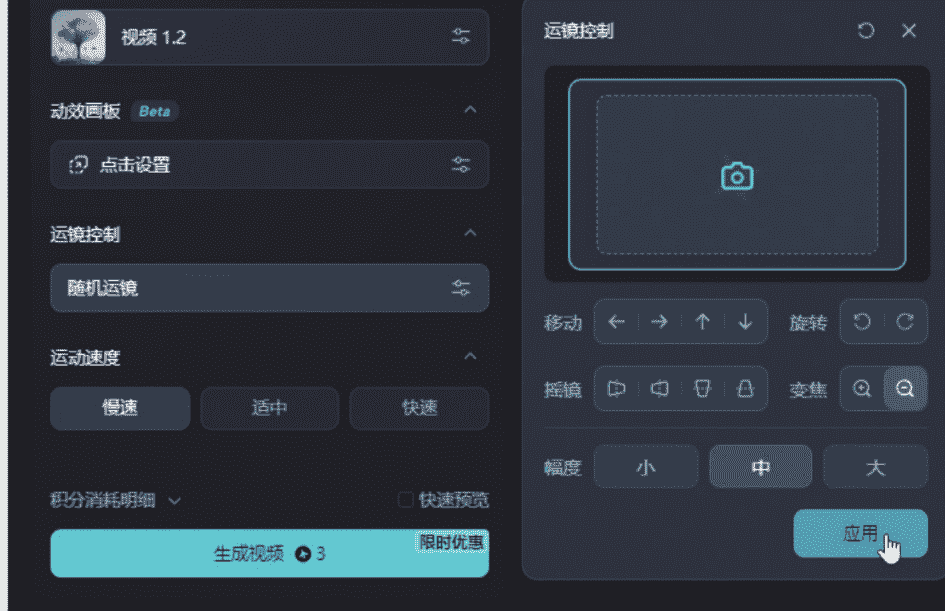 视频 1.2
动效画板 Beta
点击设置
运镜控制
随机运镜
运动速度
慢速 适中 快速
积分消耗明细 快速预览
生成视频 3 限时优惠
运镜控制
移动 旋转
摇镜 变焦
幅度 小 中 大
应用